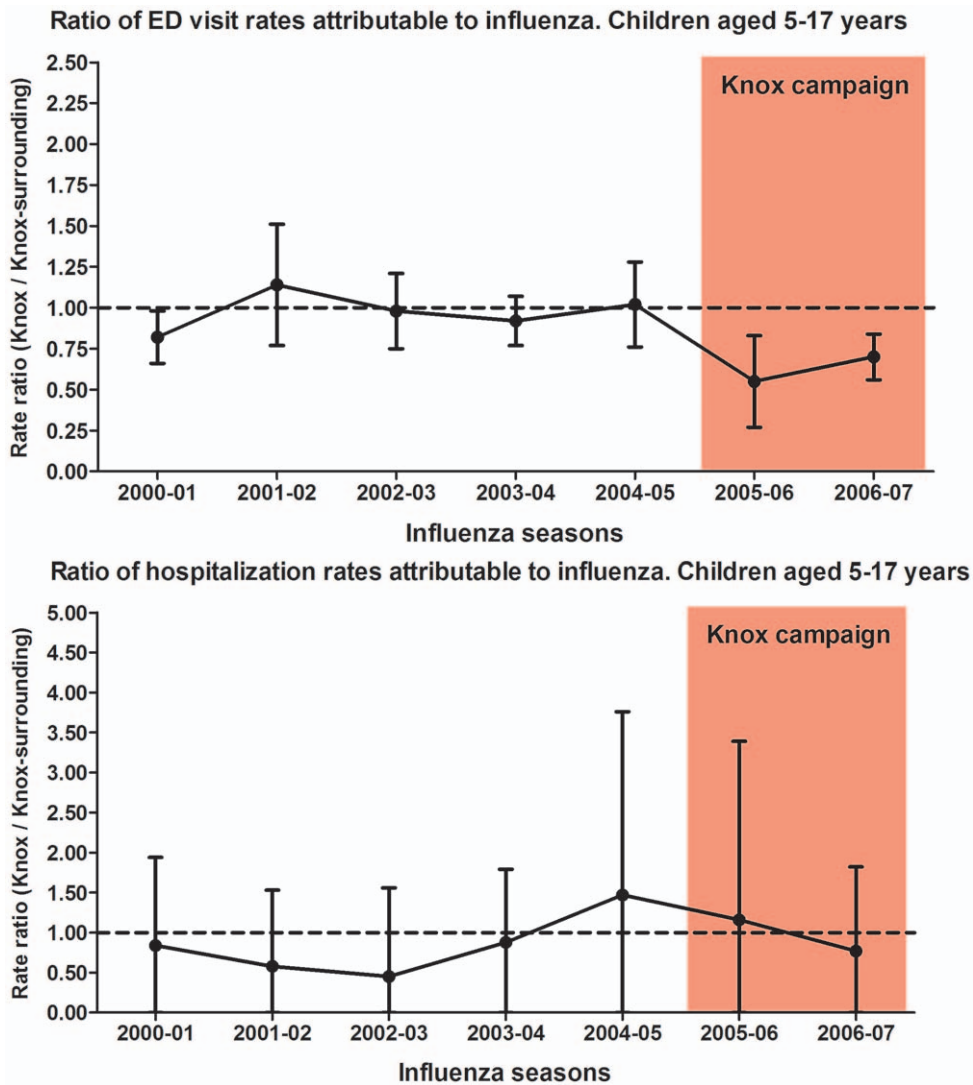 Ratio of ED visit rates attributable to influenza. Children aged 5-17 years
Rate ratio (Knox / Knox-surrounding)
2.50
2.25
2.00
1.75
1.50
1.25
1.00
0.75
0.50
0.25
0.00
Knox campaign
2000-01 2001-02 2002-03 2003-04 2004-05 2005-06 2006-07
Influenza seasons
Ratio of hospitalization rates attributable to influenza. Children aged 5-17 years
Rate ratio (Knox / Knox-surrounding)
5.00
4.50
4.00
3.50
3.00
2.50
2.00
1.50
1.00
0.50
0.00
Knox campaign
2000-01 2001-02 2002-03 2003-04 2004-05 2005-06 2006-07
Influenza seasons